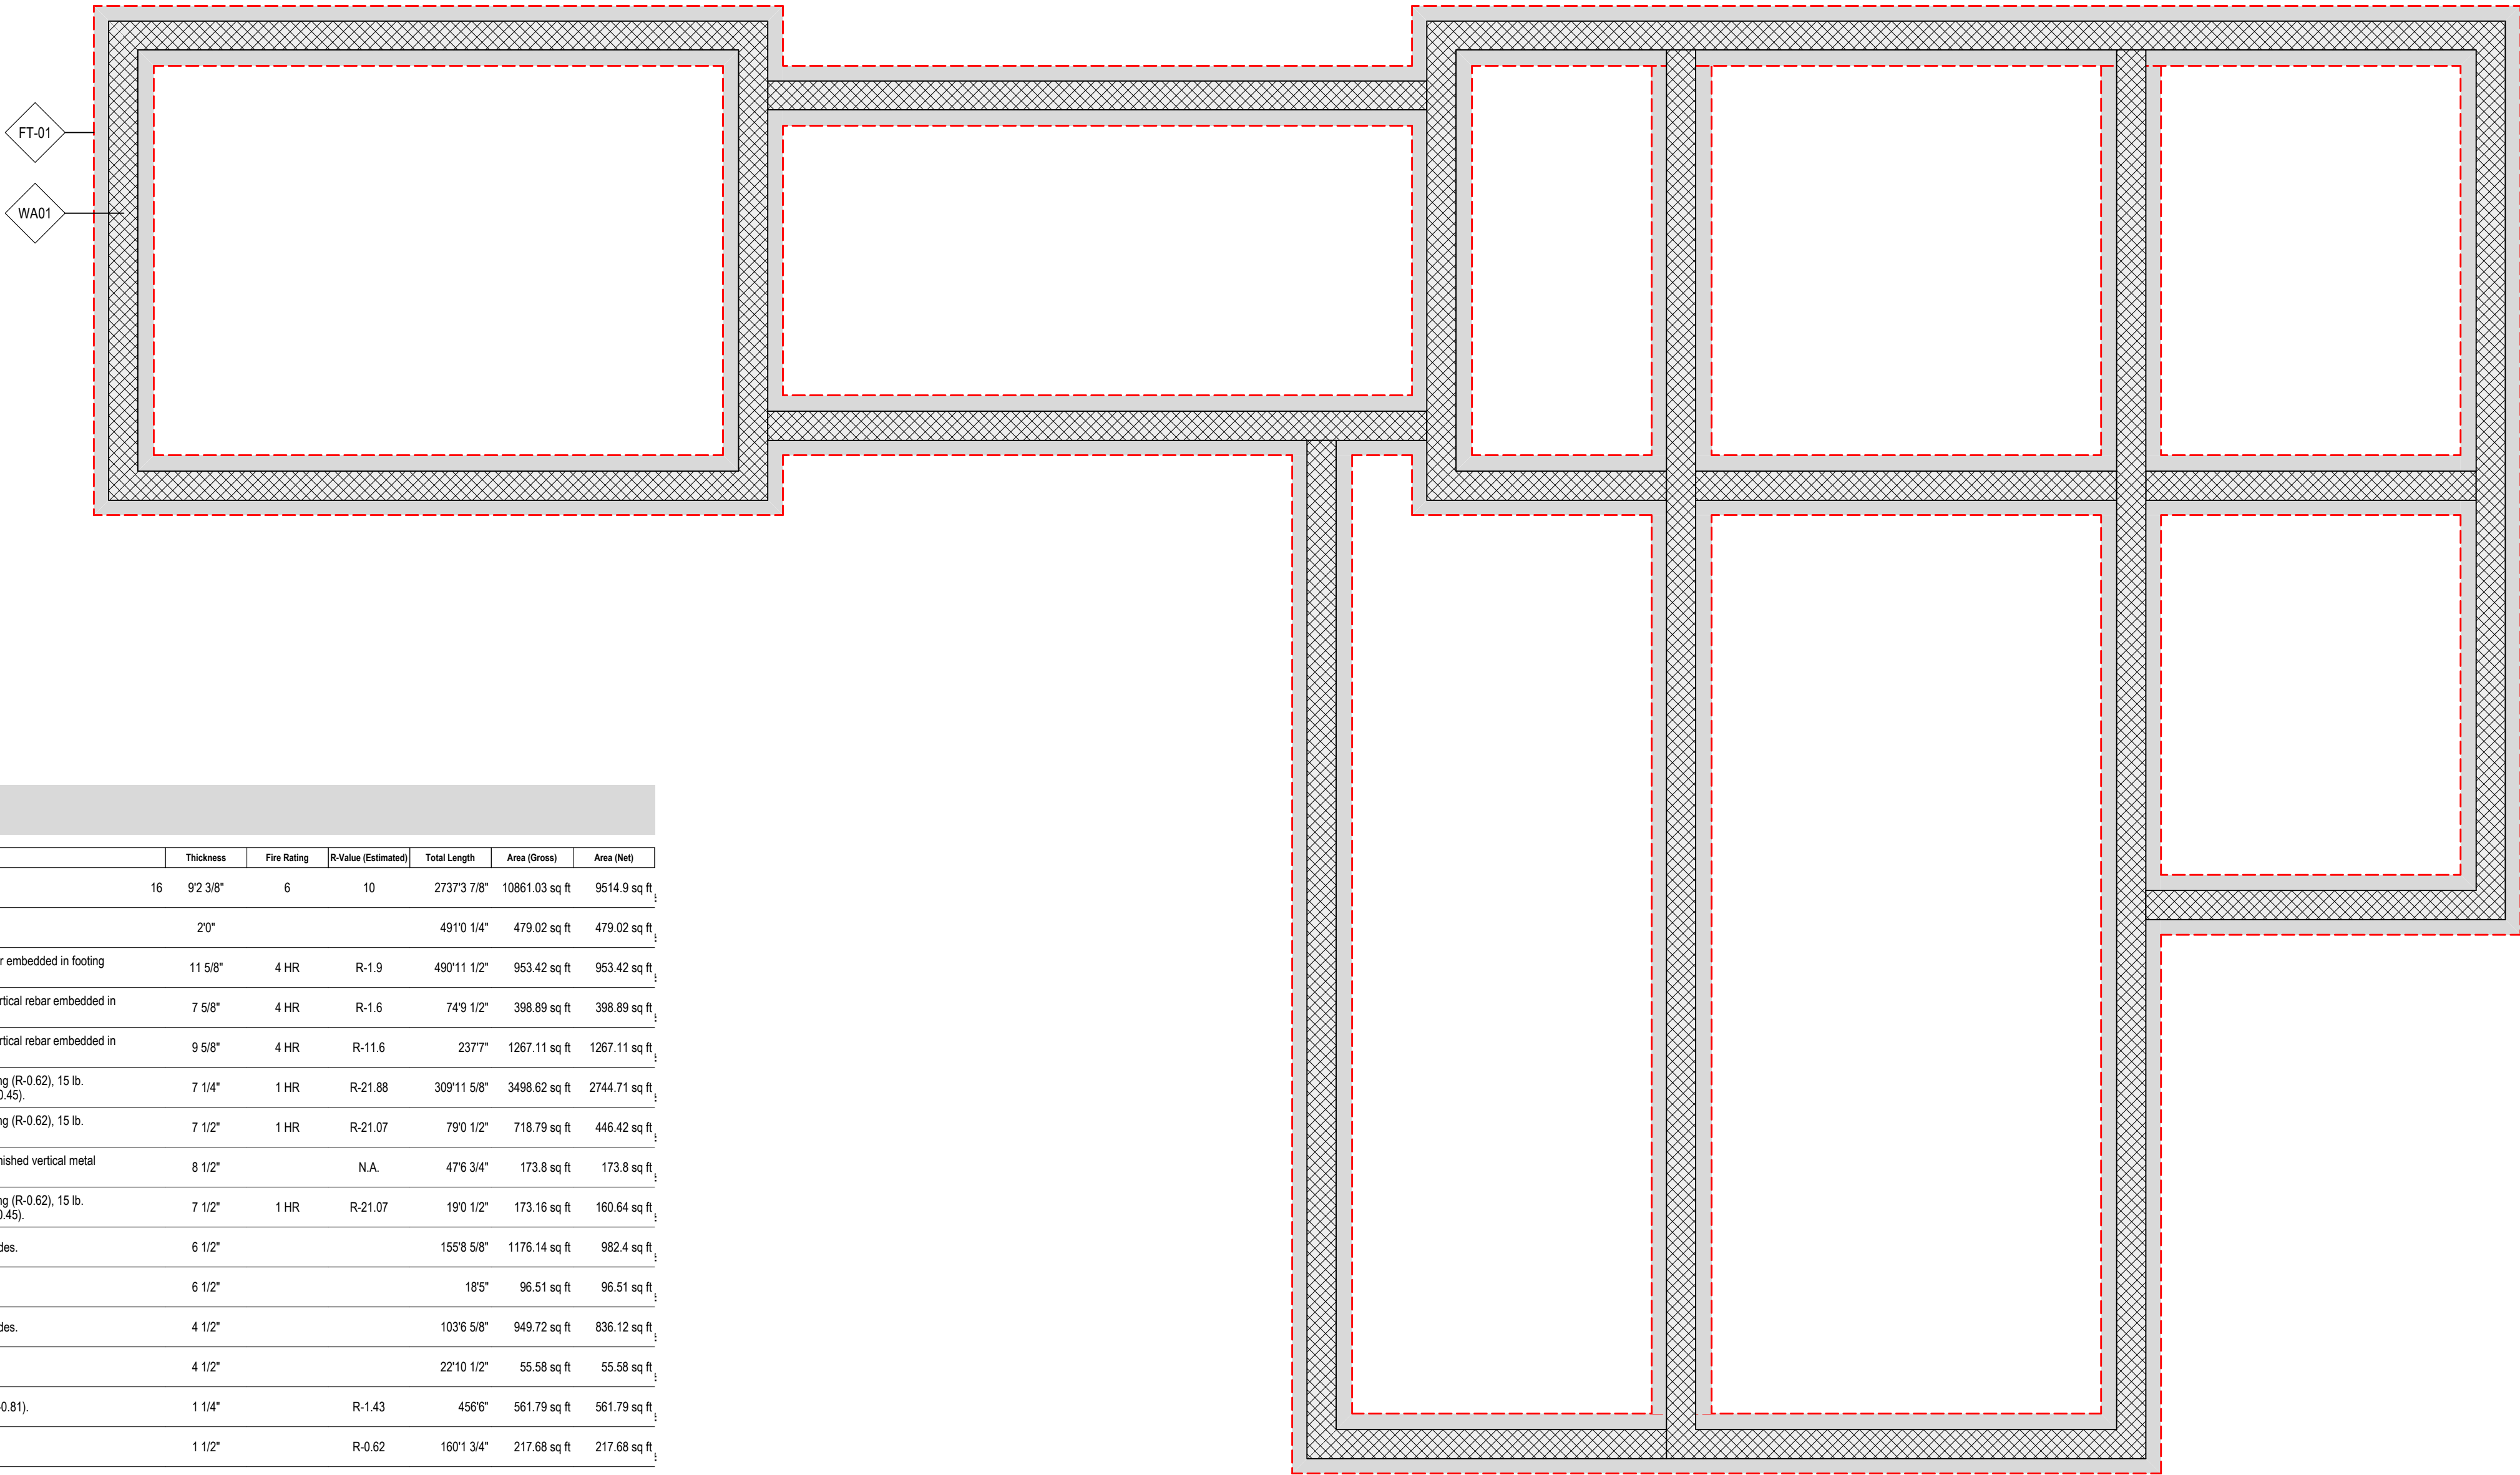 FT-01
WA01
Thickness Fire Rating R-Value (Estimated) Total Length Area (Gross) Area (Net)
16 9'2 3/8" 6 10 2737'3 7/8" 10861.03 sq ft 9514.9 sq ft
2'0" 491'0 1/4" 479.02 sq ft 479.02 sq ft
r embedded in footing 11 5/8" 4 HR R-1.9 490'11 1/2" 953.42 sq ft 953.42 sq ft
rtical rebar embedded in 7 5/8" 4 HR R-1.6 74'9 1/2" 398.89 sq ft 398.89 sq ft
rtical rebar embedded in 9 5/8" 4 HR R-11.6 237'7" 1267.11 sq ft 1267.11 sq ft
ng (R-0.62), 15 lb.
0.45). 7 1/4" 1 HR R-21.88 309'11 5/8" 3498.62 sq ft 2744.71 sq ft
ng (R-0.62), 15 lb. 7 1/2" 1 HR R-21.07 79'0 1/2" 718.79 sq ft 446.42 sq ft
nished vertical metal 8 1/2" N.A. 47'6 3/4" 173.8 sq ft 173.8 sq ft
ng (R-0.62), 15 lb.
0.45). 7 1/2" 1 HR R-21.07 19'0 1/2" 173.16 sq ft 160.64 sq ft
des. 6 1/2" 155'8 5/8" 1176.14 sq ft 982.4 sq ft
6 1/2" 18'5" 96.51 sq ft 96.51 sq ft
des. 4 1/2" 103'6 5/8" 949.72 sq ft 836.12 sq ft
4 1/2" 22'10 1/2" 55.58 sq ft 55.58 sq ft
-0.81). 1 1/4" R-1.43 456'6" 561.79 sq ft 561.79 sq ft
1 1/2" R-0.62 160'1 3/4" 217.68 sq ft 217.68 sq ft